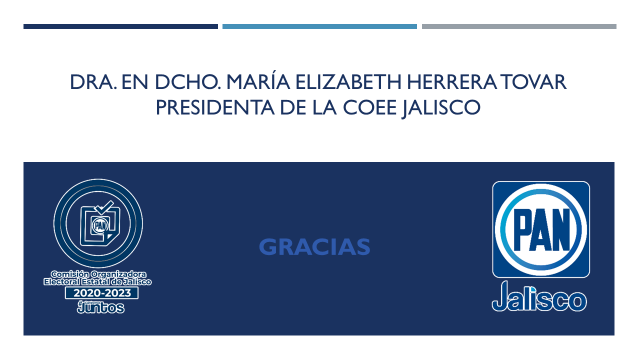 DRA. EN DCHO. MARÍA ELIZABETH HERRERA TOVAR
PRESIDENTA DE LA COEE JALISCO
PAN
Comisión Organizadora
Electoral Estatal de Jalisco
2020-2023
Juntos
GRACIAS
PAN
Jalisco